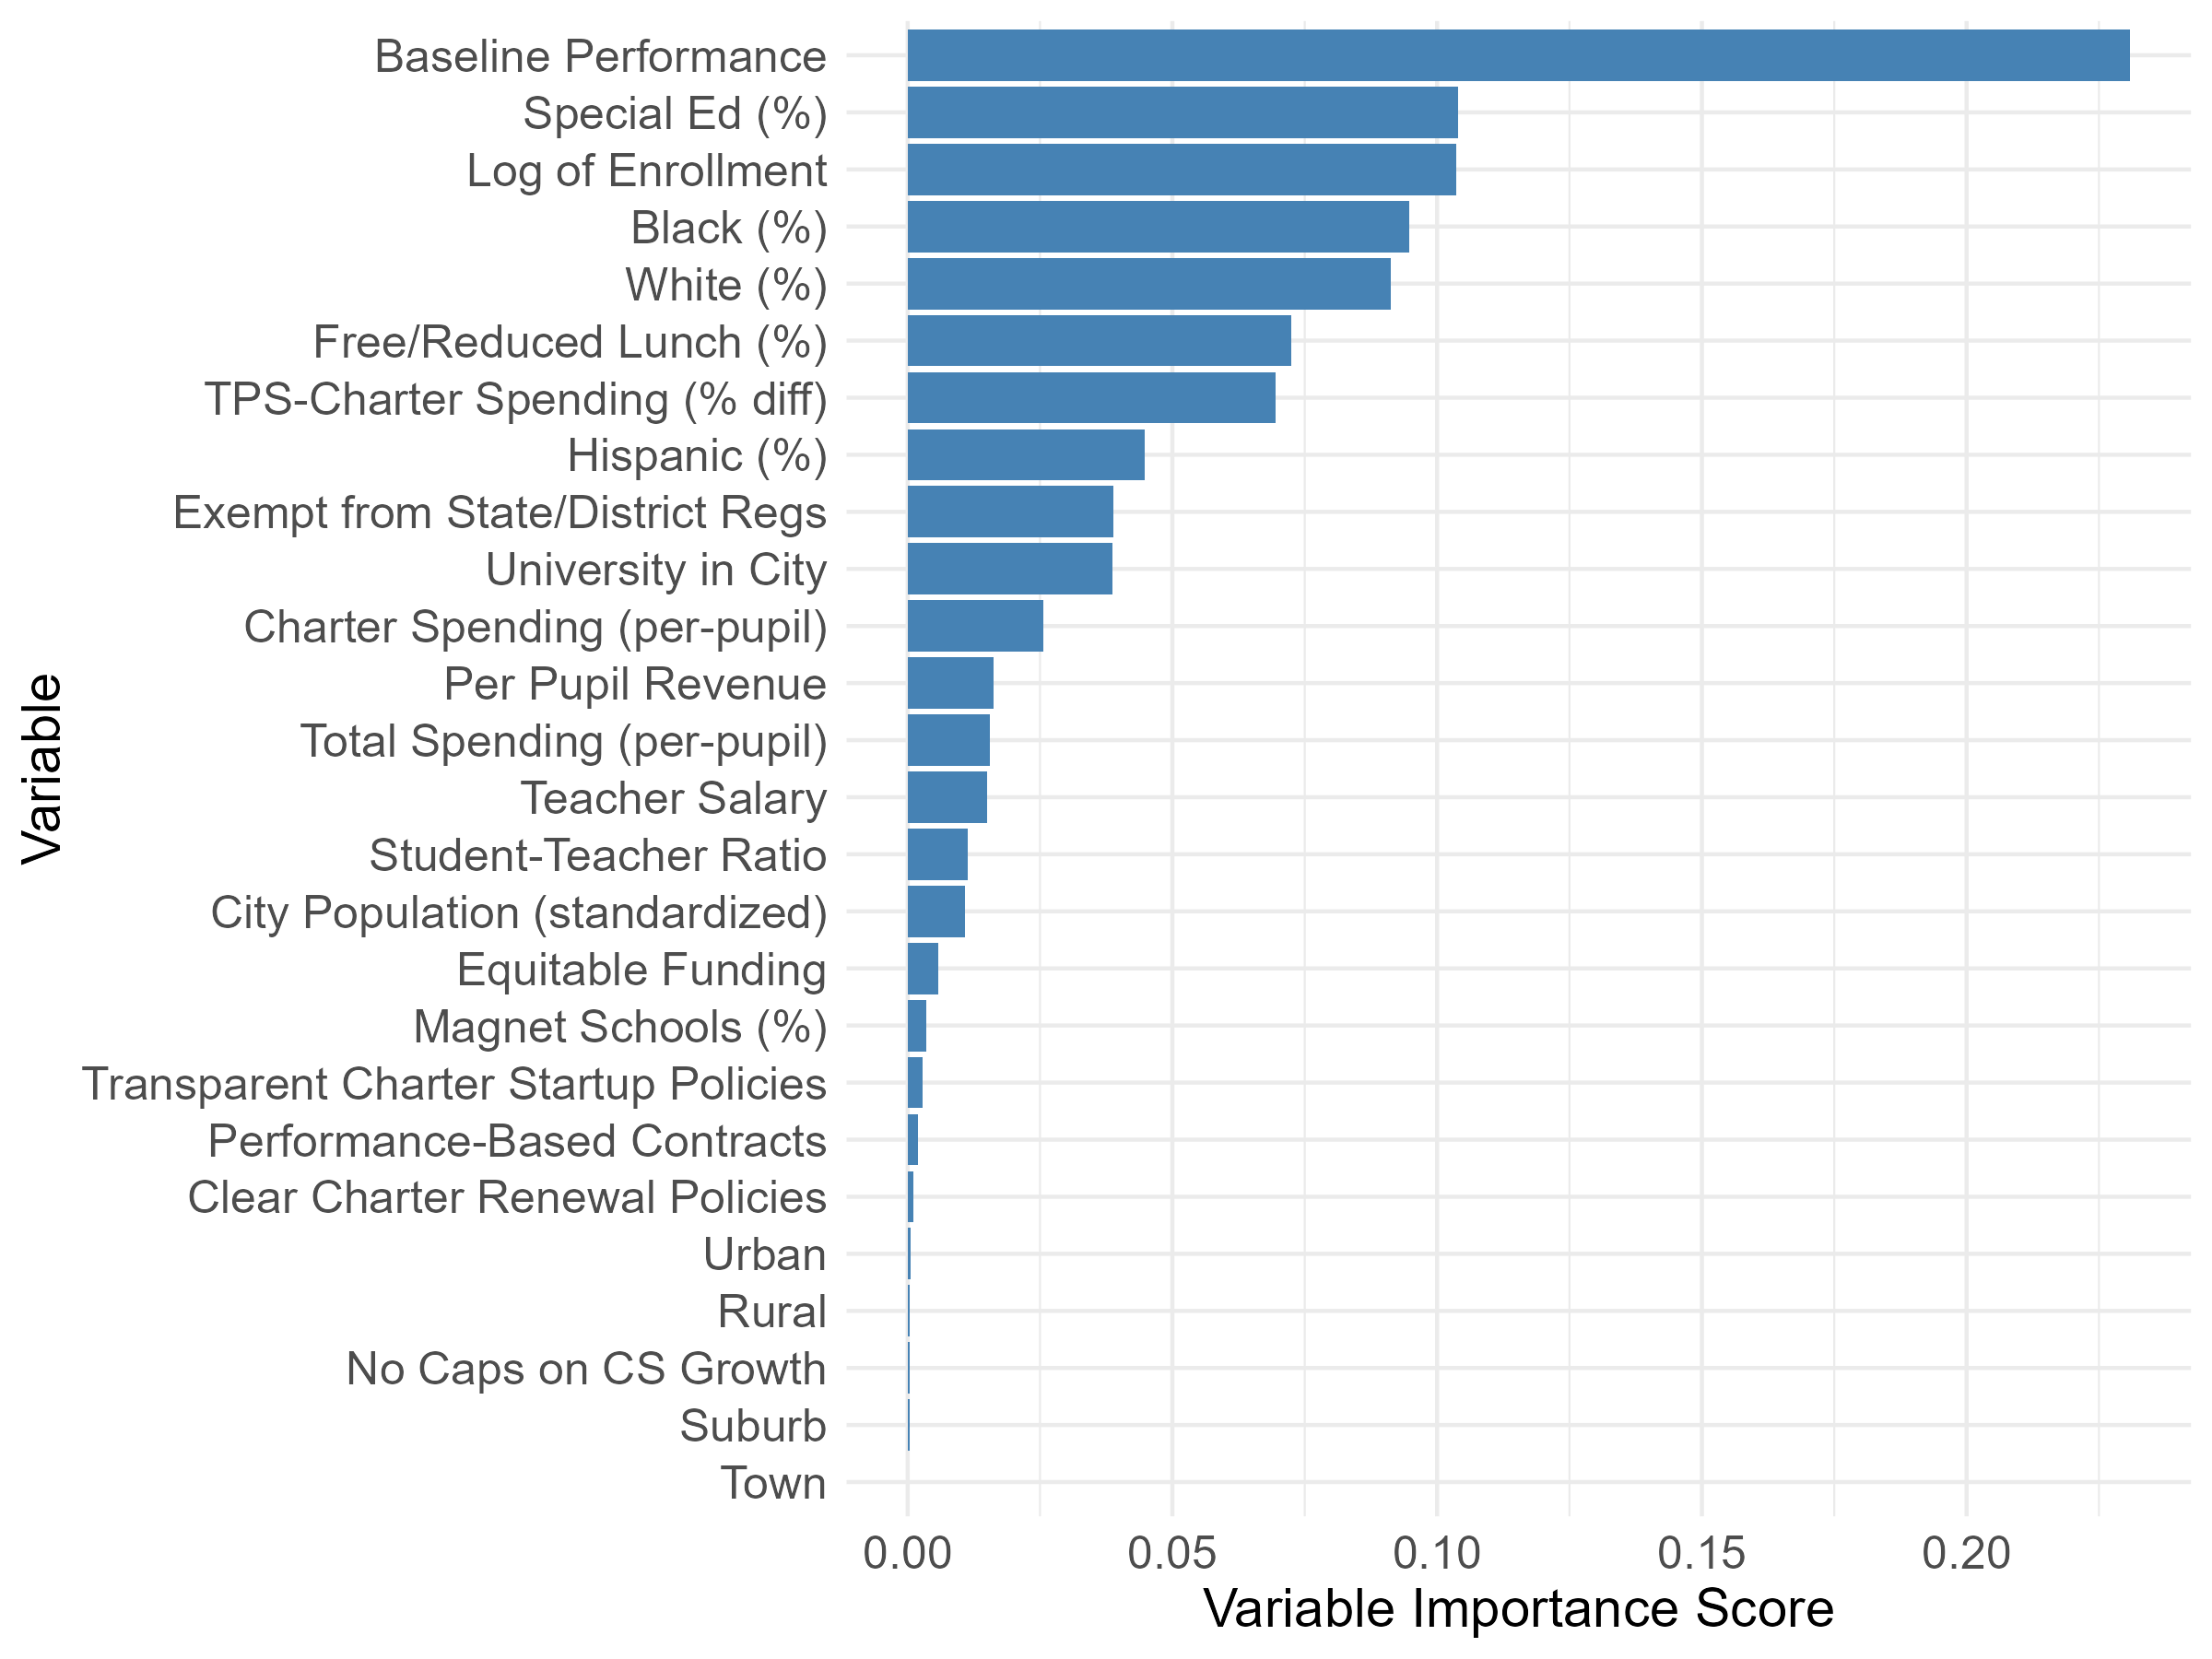 Variable
Baseline Performance
Special Ed (%)
Log of Enrollment
Black (%)
White (%)
Free/Reduced Lunch (%)
TPS-Charter Spending (% diff)
Hispanic (%)
Exempt from State/District Regs
University in City
Charter Spending (per-pupil)
Per Pupil Revenue
Total Spending (per-pupil)
Teacher Salary
Student-Teacher Ratio
City Population (standardized)
Equitable Funding
Magnet Schools (%)
Transparent Charter Startup Policies
Performance-Based Contracts
Clear Charter Renewal Policies
Urban
Rural
No Caps on CS Growth
Suburb
Town
0.00 0.05 0.10 0.15 0.20
Variable Importance Score